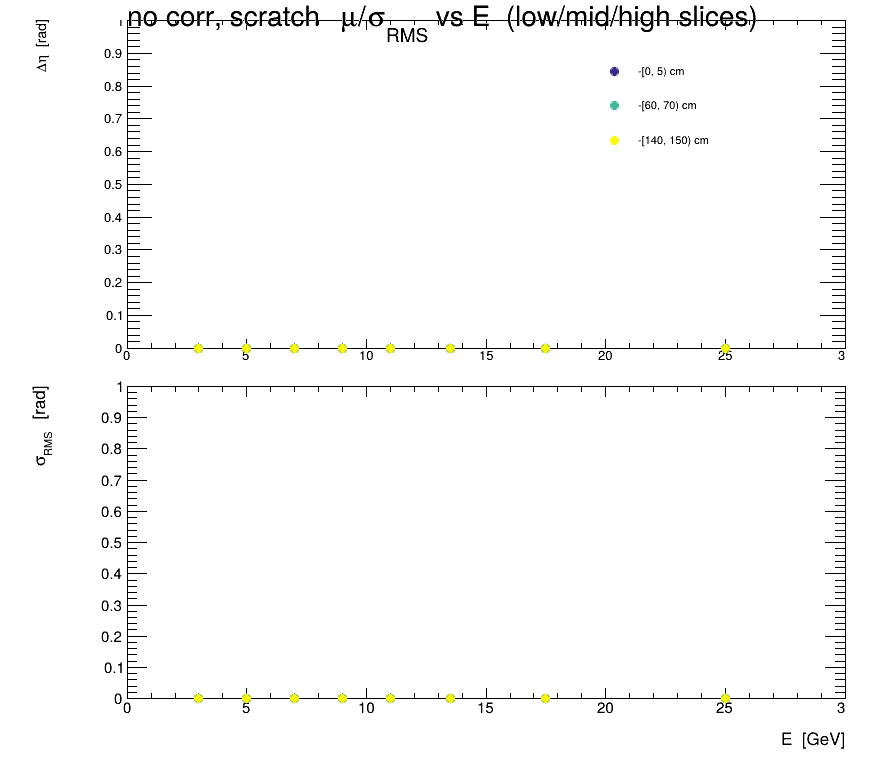 no corr, scratch μ/σRMS vs E (low/mid/high slices)
Δη [rad]
0.9
0.8
0.7
0.6
0.5
0.4
0.3
0.2
0.1
0
-[0, 5) cm
-[60, 70) cm
-[140, 150) cm
0 5 10 15 20 25 3
σRMS [rad]
1
0.9
0.8
0.7
0.6
0.5
0.4
0.3
0.2
0.1
0
0 5 10 15 20 25 3
E [GeV]